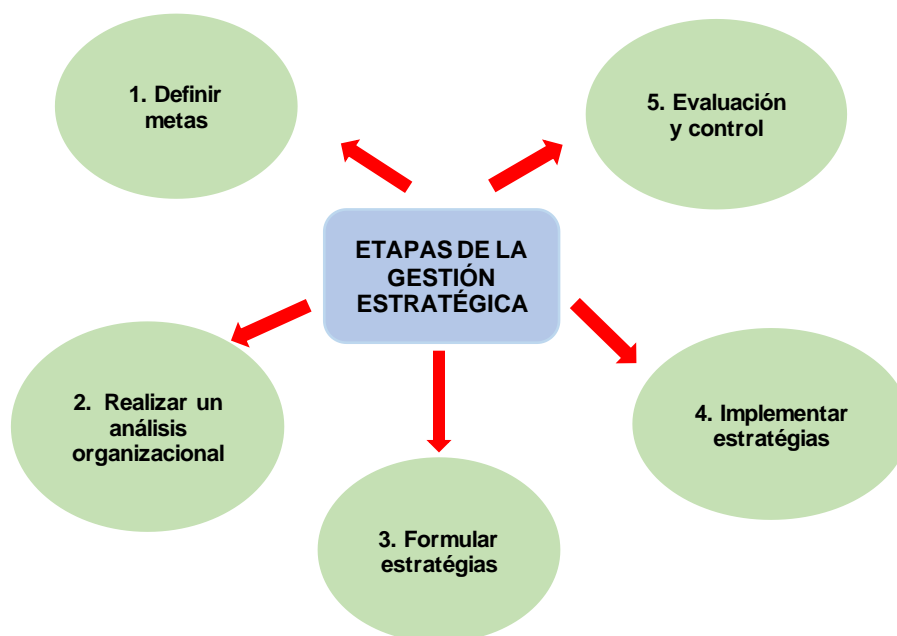 1. Definir
metas
5. Evaluación
y control
ETAPAS DE LA
GESTIÓN
ESTRATÉGICA
2. Realizar un
análisis
organizacional
4. Implementar
estratégias
3. Formular
estratégias